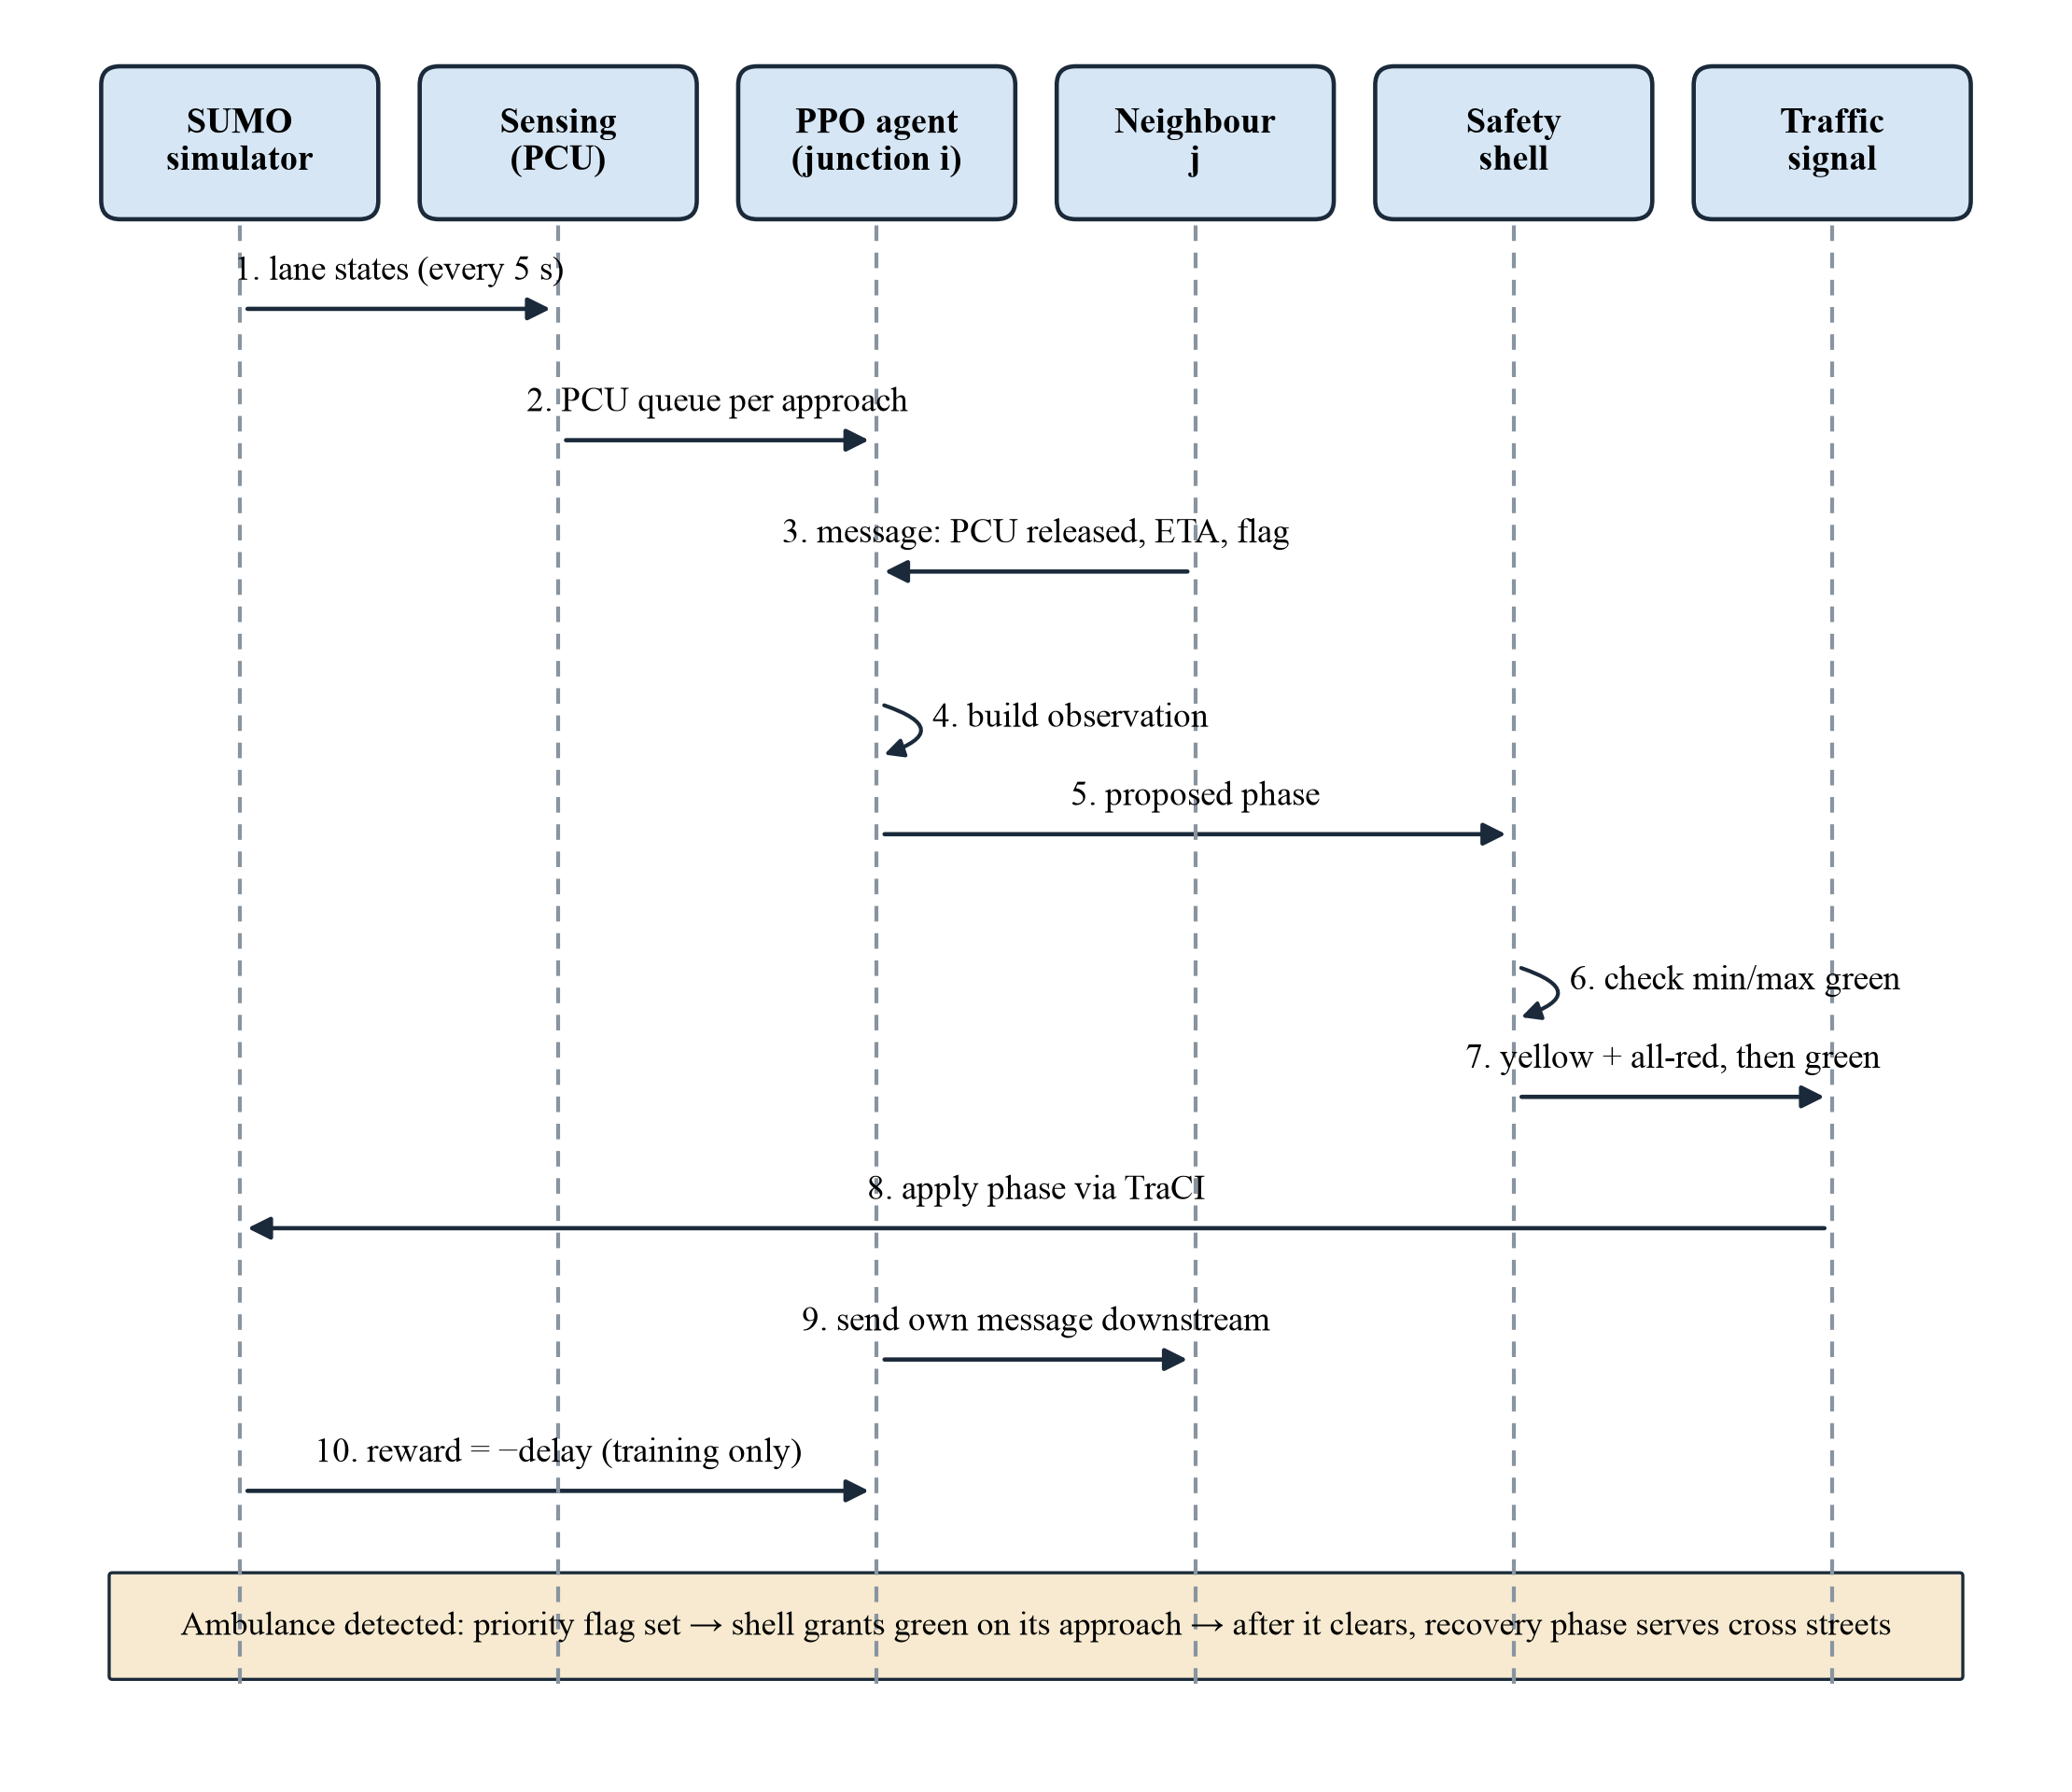 SUMO
simulator
Sensing
(PCU)
PPO agent
(junction i)
Neighbour
j
Safety
shell
Traffic
signal
1. lane states (every 5 s)
2. PCU queue per approach
3. message: PCU released, ETA, flag
4. build observation
5. proposed phase
6. check min/max green
7. yellow + all-red, then green
8. apply phase via TraCI
9. send own message downstream
10. reward = −delay (training only)
Ambulance detected: priority flag set → shell grants green on its approach → after it clears, recovery phase serves cross streets